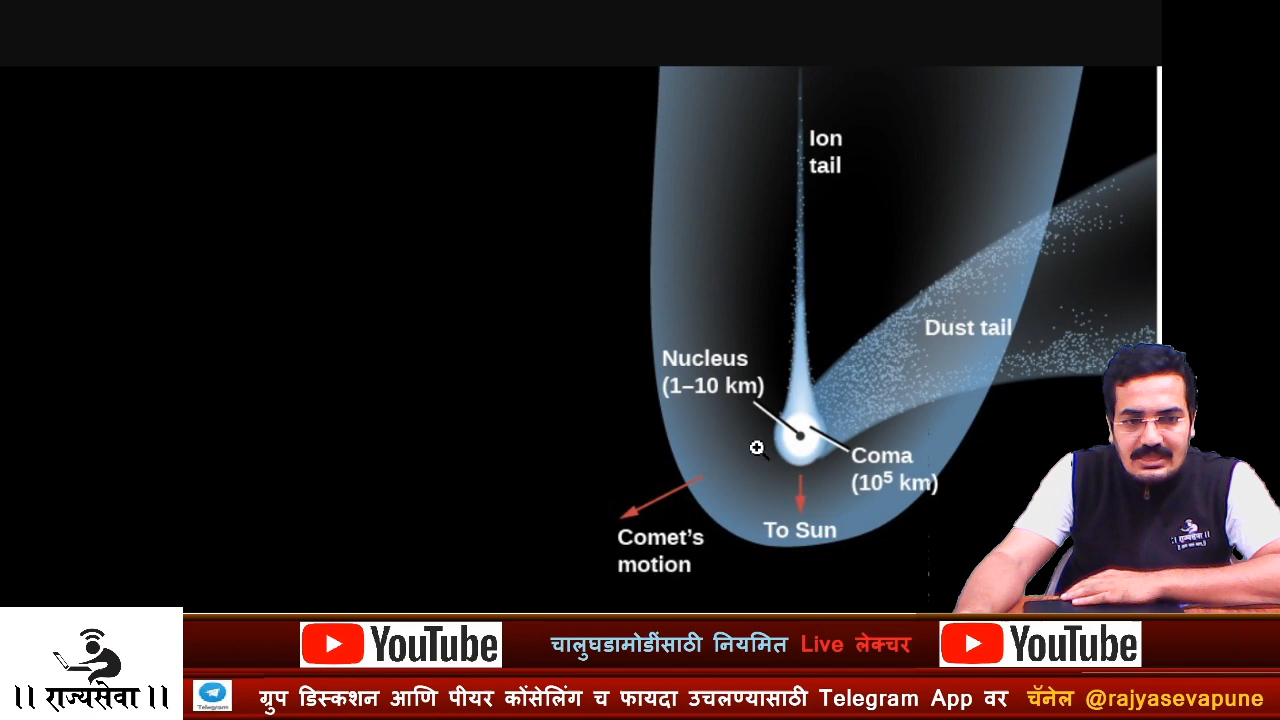 Ion
tail
Dust tail
Nucleus
(1–10 km)
Coma
(10⁵ km)
To Sun
Comet's
motion
।। राज्यसेवा ।।
YouTube
चालुघडामोडींसाठी नियमित Live लेक्चर
YouTube
Telegram
ग्रुप डिस्कशन आणि पीयर कोंसेलिंग च फायदा उचलण्यासाठी Telegram App वर चॅनेल @rajyasevapune